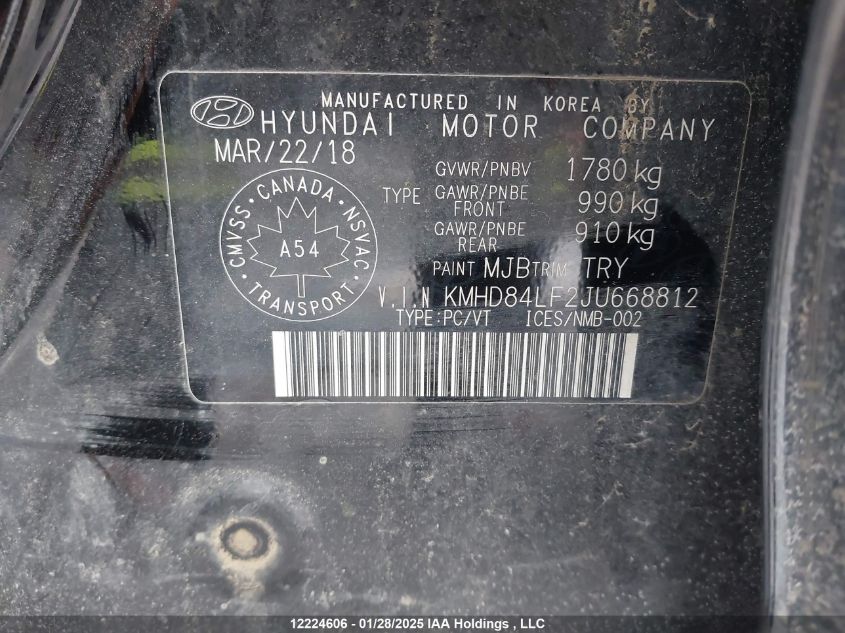 MANUFACTURED IN KOREA BY
HYUNDAI MOTOR COMPANY
MAR/22/18
GVWR/PNBV 1780 kg
TYPE GAWR/PNBE FRONT 990 kg
GAWR/PNBE REAR 910 kg
PAINT MJB TRIM TRY
V.I.N KMHD84LF2JU668812
TYPE:PC/VT ICES/NMB-002
CMVSS • CANADA • NSVAC • TRANSPORT •
A54
12224606 - 01/28/2025 IAA Holdings , LLC